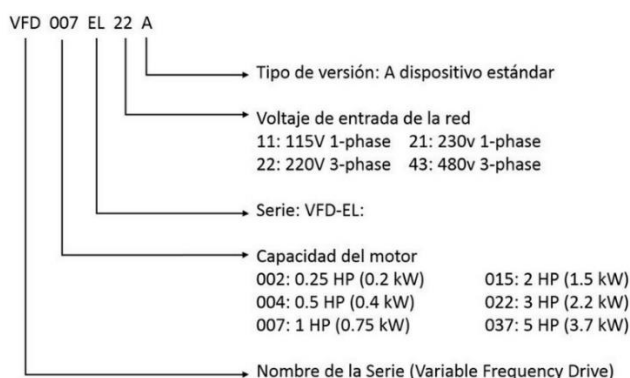 VFD 007 EL 22 A
Tipo de versión: A dispositivo estándar
Voltaje de entrada de la red
11: 115V 1-phase 21: 230v 1-phase
22: 220V 3-phase 43: 480v 3-phase
Serie: VFD-EL:
Capacidad del motor
002: 0.25 HP (0.2 kW) 015: 2 HP (1.5 kW)
004: 0.5 HP (0.4 kW) 022: 3 HP (2.2 kW)
007: 1 HP (0.75 kW) 037: 5 HP (3.7 kW)
Nombre de la Serie (Variable Frequency Drive)